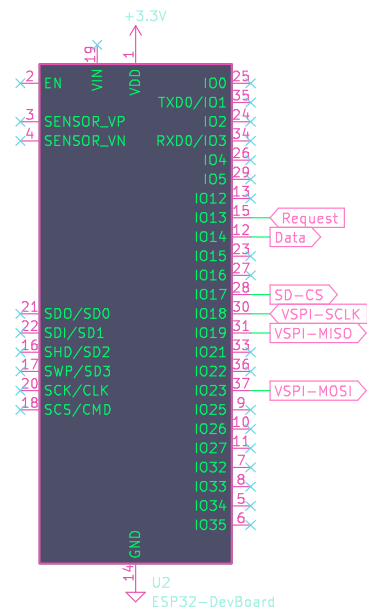 +3.3V
19 1
VIN VDD
2 EN
3 SENSOR_VP
4 SENSOR_VN
21 SDO/SD0
22 SDI/SD1
16 SHD/SD2
17 SWP/SD3
20 SCK/CLK
18 SCS/CMD
IO0 25
TXD0/IO1 35
IO2 24
RXD0/IO3 34
IO4 26
IO5 29
IO12 13
IO13 15 Request
IO14 12 Data
IO15 23
IO16 27
IO17 28 SD-CS
IO18 30 VSPI-SCLK
IO19 31 VSPI-MISO
IO21 33
IO22 36
IO23 37 VSPI-MOSI
IO25 9
IO26 10
IO27 11
IO32 7
IO33 8
IO34 5
IO35 6
GND
14
U2
ESP32-DevBoard